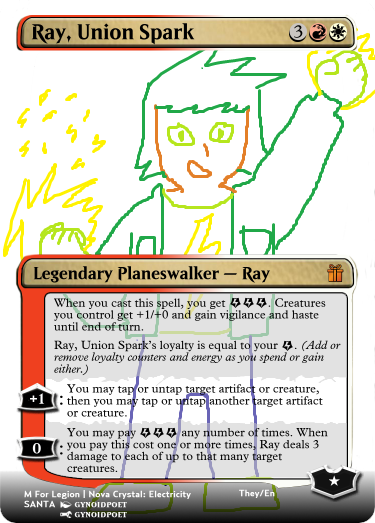 Ray, Union Spark 3
Legendary Planeswalker — Ray
When you cast this spell, you get. Creatures
you control get +1/+0 and gain vigilance and haste
until end of turn.
Ray, Union Spark's loyalty is equal to your. (Add or
remove loyalty counters and energy as you spend or gain
either.)
+1: You may tap or untap target artifact or creature,
then you may tap or untap another target artifact
or creature.
0: You may pay any number of times. When
you pay this cost one or more times, Ray deals 3
damage to each of up to that many target
creatures.
M For Legion | Nova Crystal: Electricity They/En
SANTA GYNOIDPOET
GYNOIDPOET